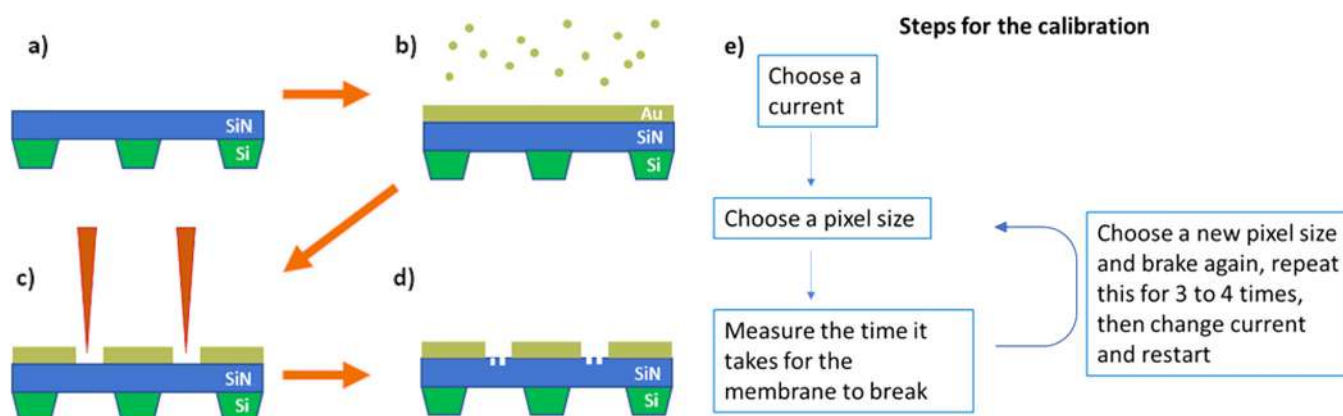 Steps for the calibration
a)
SiN
Si
b)
Au
SiN
Si
c)
SiN
Si
d)
SiN
Si
e)
Choose a
current
Choose a pixel size
Measure the time it
takes for the
membrane to break
Choose a new pixel size
and brake again, repeat
this for 3 to 4 times,
then change current
and restart